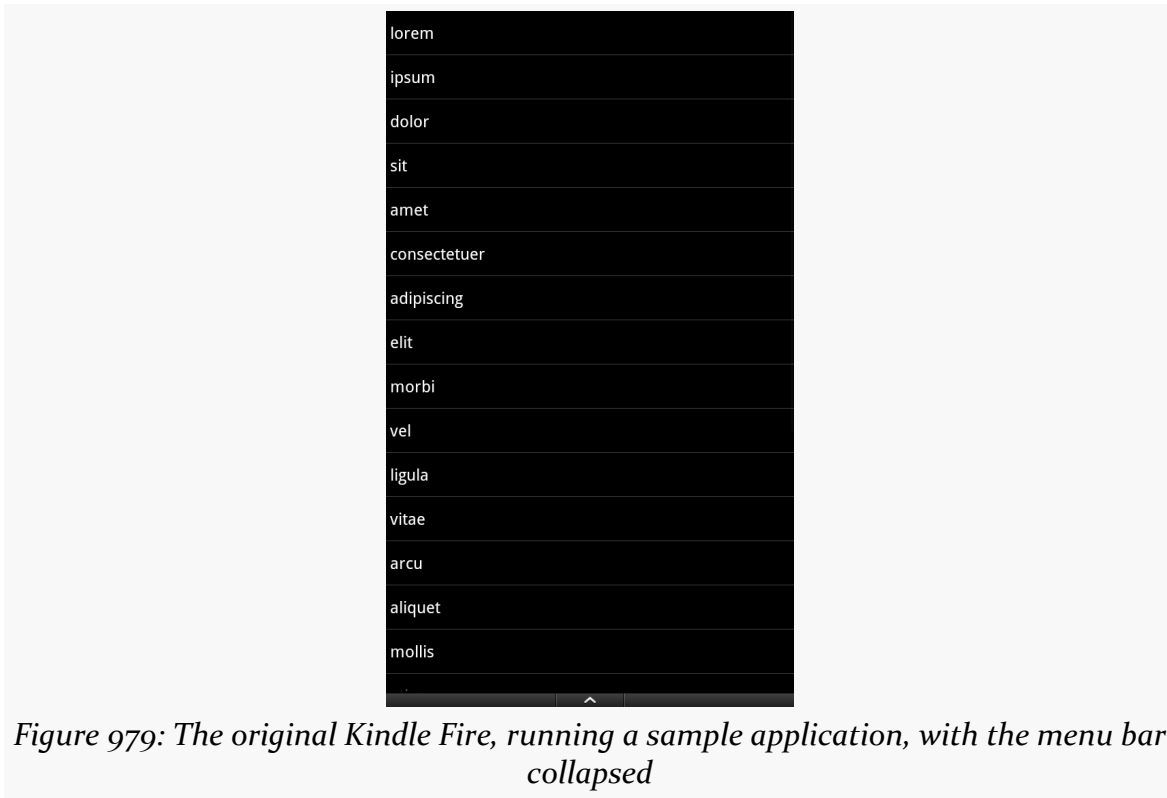 lorem
ipsum
dolor
sit
amet
consectetuer
adipiscing
elit
morbi
vel
ligula
vitae
arcu
aliquet
mollis
Figure 979: The original Kindle Fire, running a sample application, with the menu bar
collapsed